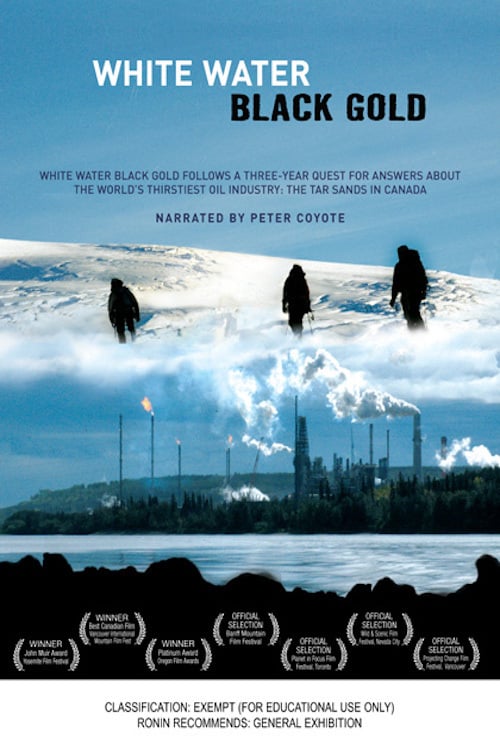 WHITE WATER
BLACK GOLD
WHITE WATER BLACK GOLD FOLLOWS A THREE-YEAR QUEST FOR ANSWERS ABOUT
THE WORLD'S THIRSTIEST OIL INDUSTRY: THE TAR SANDS IN CANADA
NARRATED BY PETER COYOTE
WINNER
John Muir Award
Yosemite Film Festival
WINNER
Best Canadian Film
Vancouver International
Mountain Film Fest
WINNER
Platinum Award
Oregon Film Awards
OFFICIAL
SELECTION
Banff Mountain
Film Festival
OFFICIAL
SELECTION
Planet in Focus Film
Festival, Toronto
OFFICIAL
SELECTION
Wild & Scenic Film
Festival, Nevada City
OFFICIAL
SELECTION
Projecting Change Film
Festival, Vancouver
CLASSIFICATION: EXEMPT (FOR EDUCATIONAL USE ONLY)
RONIN RECOMMENDS: GENERAL EXHIBITION